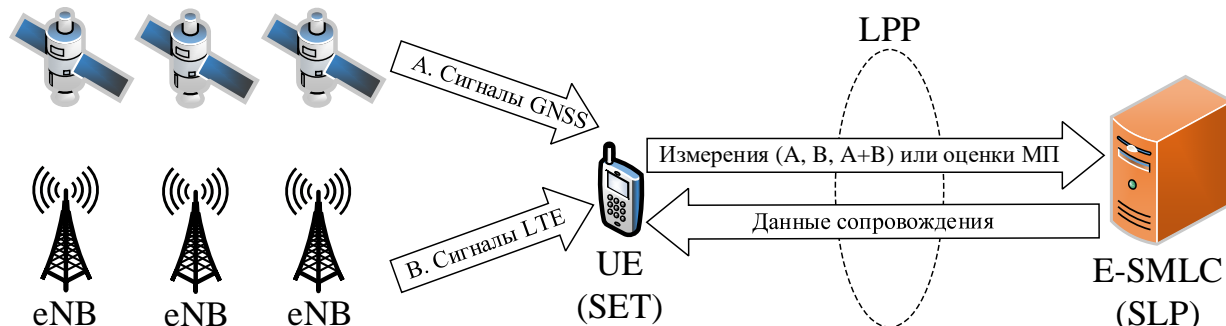 LPP
A. Сигналы GNSS
Измерения (A, B, A+B) или оценки МП
Данные сопровождения
B. Сигналы LTE
UE
(SET)
E-SMLC
(SLP)
eNB
eNB
eNB